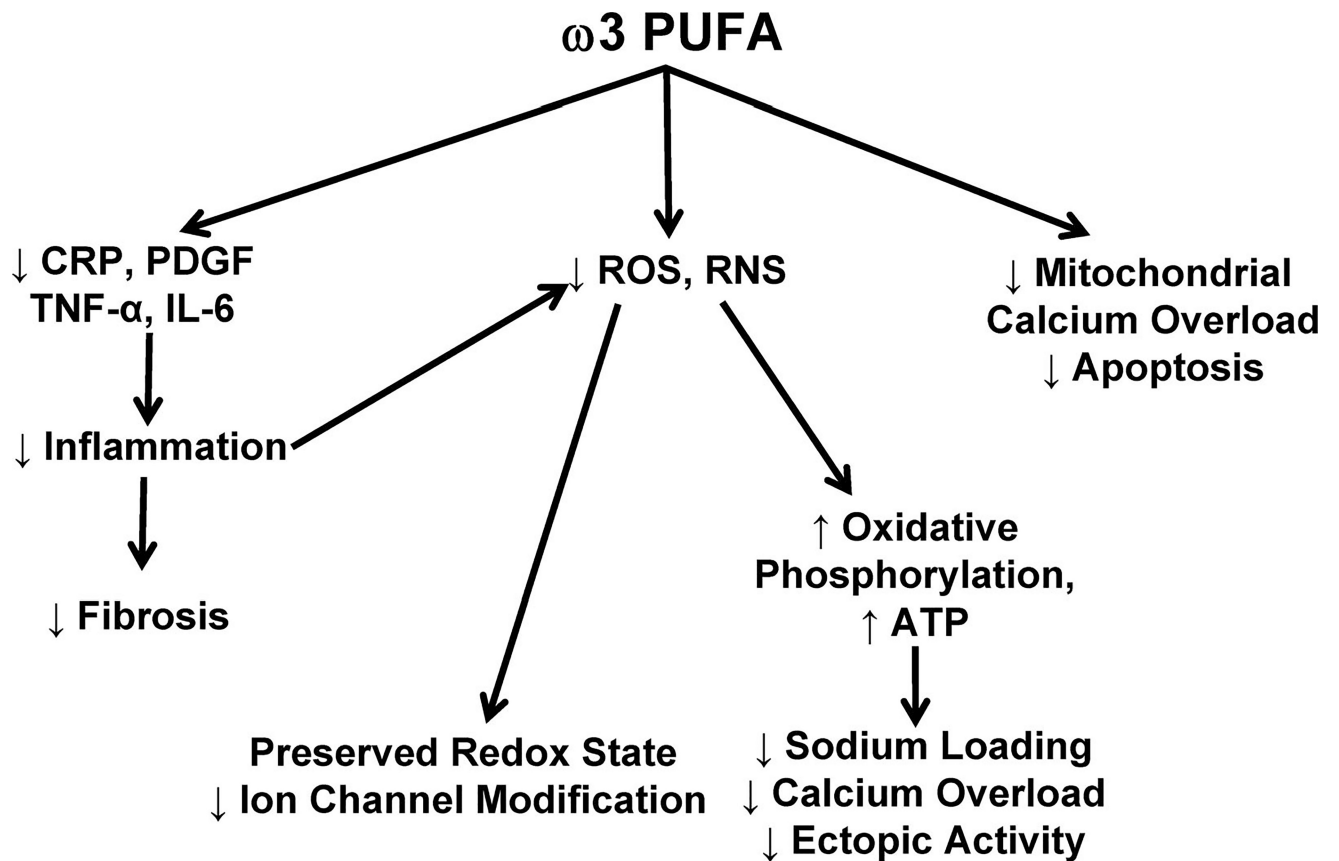 ω3 PUFA
↓ CRP, PDGF
TNF-α, IL-6
↓ ROS, RNS
↓ Mitochondrial
Calcium Overload
↓ Apoptosis
↓ Inflammation
↓ Fibrosis
↑ Oxidative
Phosphorylation,
↑ ATP
Preserved Redox State
↓ Ion Channel Modification
↓ Sodium Loading
↓ Calcium Overload
↓ Ectopic Activity